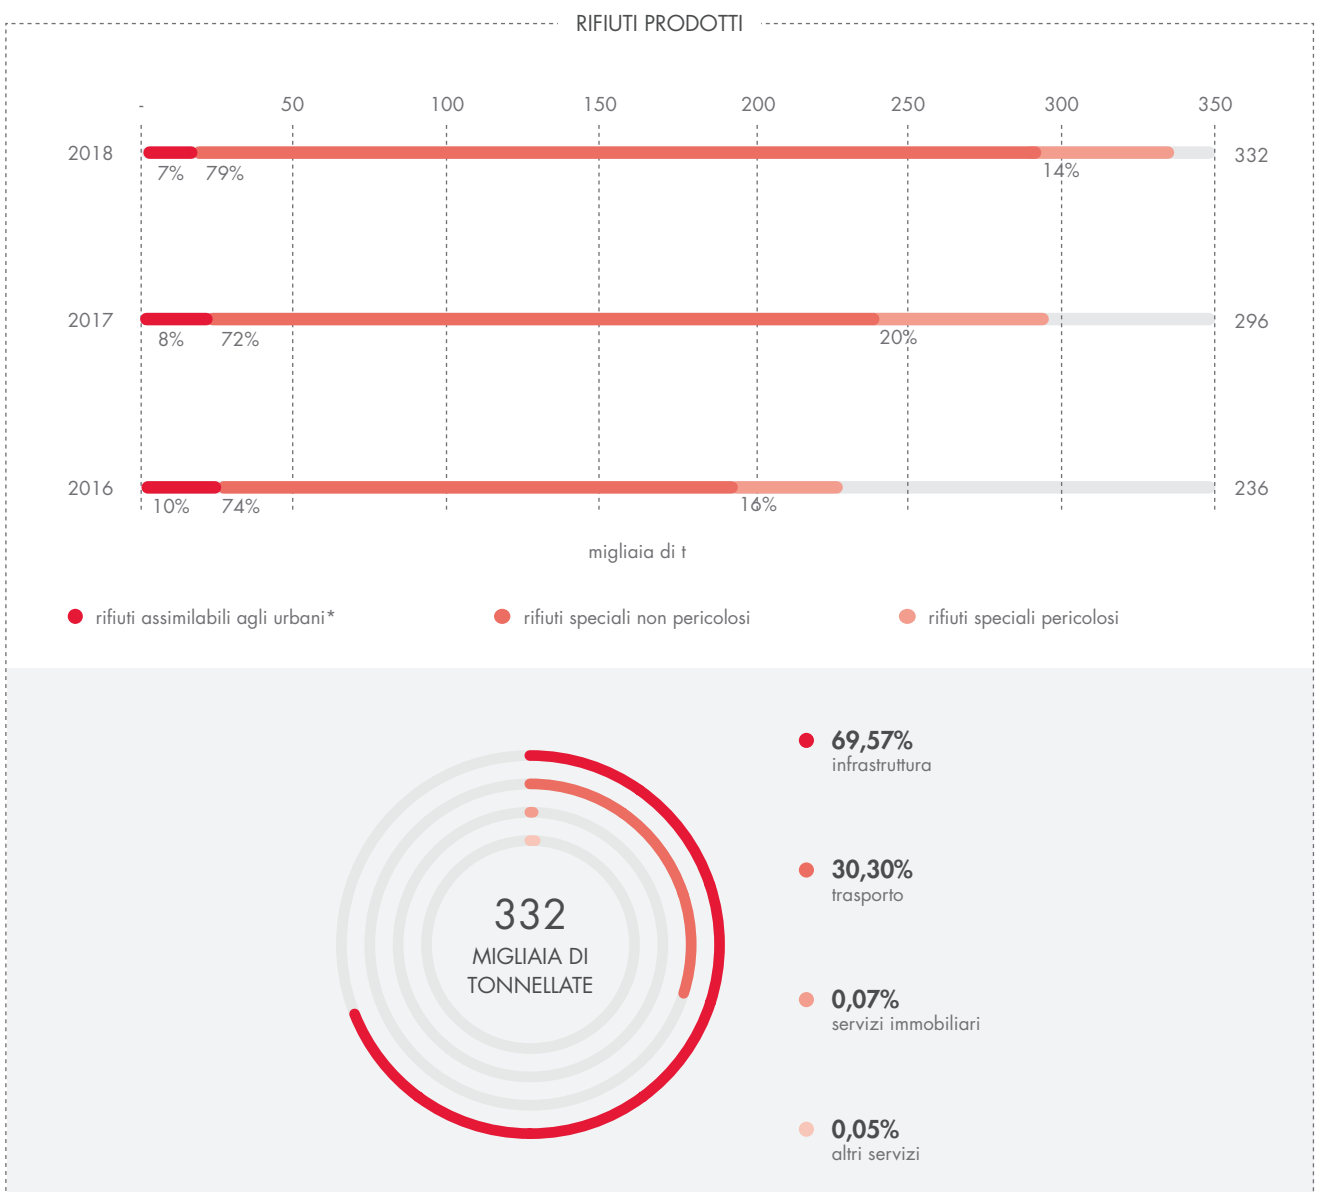 RIFIUTI PRODOTTI
- 50 100 150 200 250 300 350
2018 332
7% 79% 14%
2017 296
8% 72% 20%
2016 236
10% 74% 16%
migliaia di t
rifiuti assimilabili agli urbani* rifiuti speciali non pericolosi rifiuti speciali pericolosi
332
MIGLIAIA DI
TONNELLATE
69,57%
infrastruttura
30,30%
trasporto
0,07%
servizi immobiliari
0,05%
altri servizi